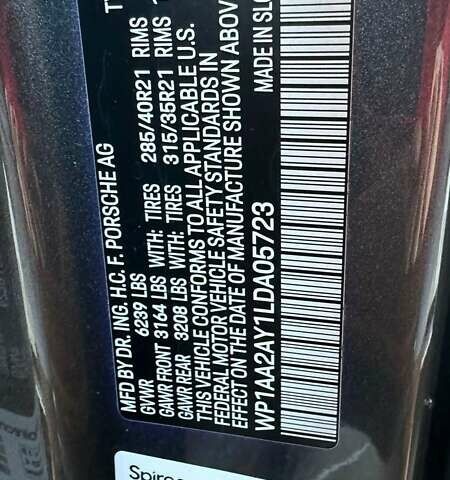 MFD BY DR. ING. H.C. F. PORSCHE AG
GVWR 6239 LBS
GAWR FRONT 3164 LBS WITH: TIRES 285/40R21 RIMS
GAWR REAR 3208 LBS WITH: TIRES 315/35R21 RIMS
THIS VEHICLE CONFORMS TO ALL APPLICABLE U.S.
FEDERAL MOTOR VEHICLE SAFETY STANDARDS IN
EFFECT ON THE DATE OF MANUFACTURE SHOWN ABOVE
MADE IN SLO
WP1AA2AY1LDA05723
Spire